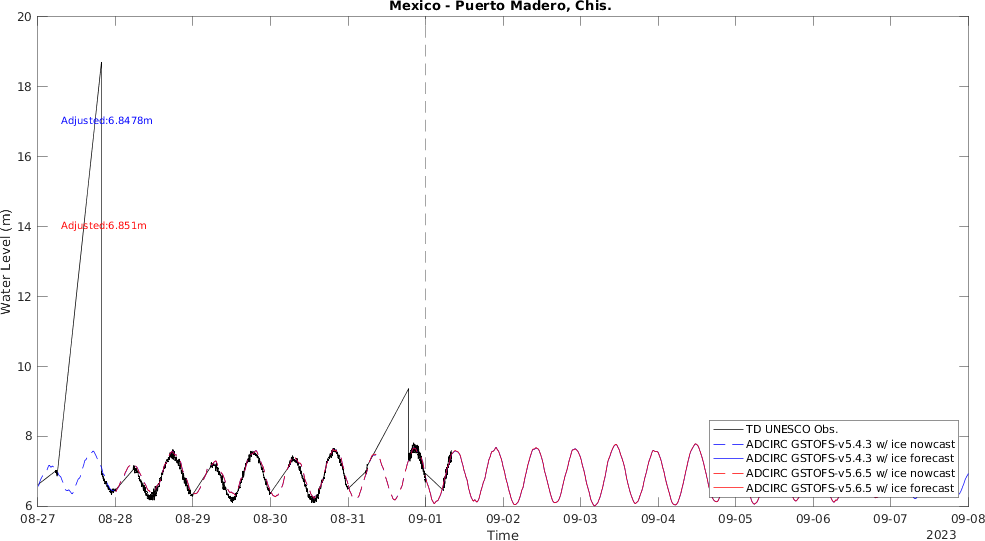 Mexico - Puerto Madero, Chis.
20
18
16
14
12
10
8
6
Water Level (m)
Adjusted:6.8478m
Adjusted:6.851m
TD UNESCO Obs.
ADCIRC GSTOFS-v5.4.3 w/ ice nowcast
ADCIRC GSTOFS-v5.4.3 w/ ice forecast
ADCIRC GSTOFS-v5.6.5 w/ ice nowcast
ADCIRC GSTOFS-v5.6.5 w/ ice forecast
08-27 08-28 08-29 08-30 08-31 09-01 09-02 09-03 09-04 09-05 09-06 09-07 09-08
Time
2023